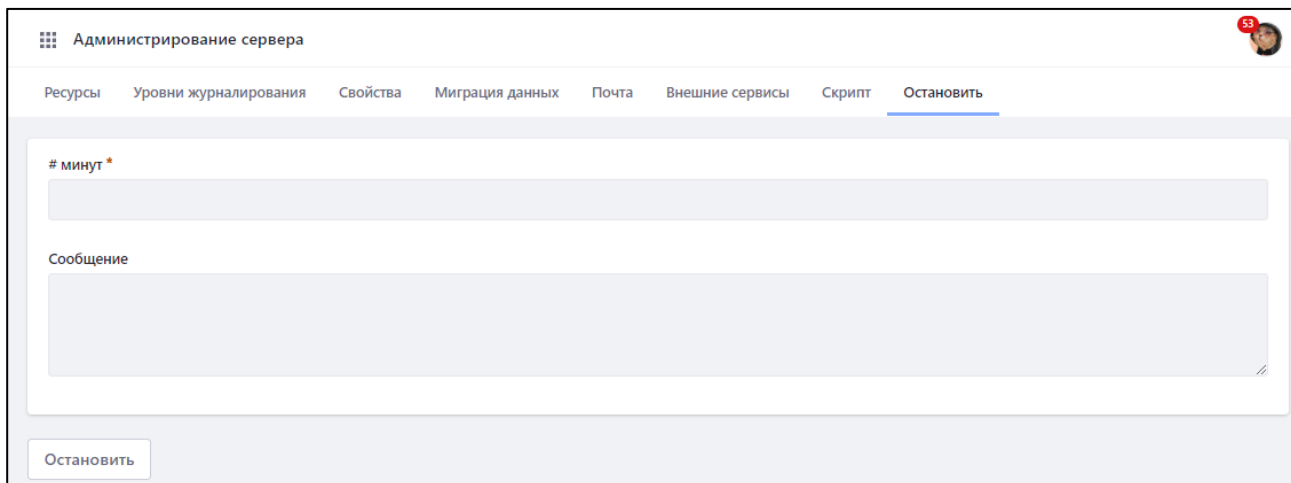 Администрирование сервера
53
Ресурсы Уровни журналирования Свойства Миграция данных Почта Внешние сервисы Скрипт Остановить
# минут *
Сообщение
Остановить